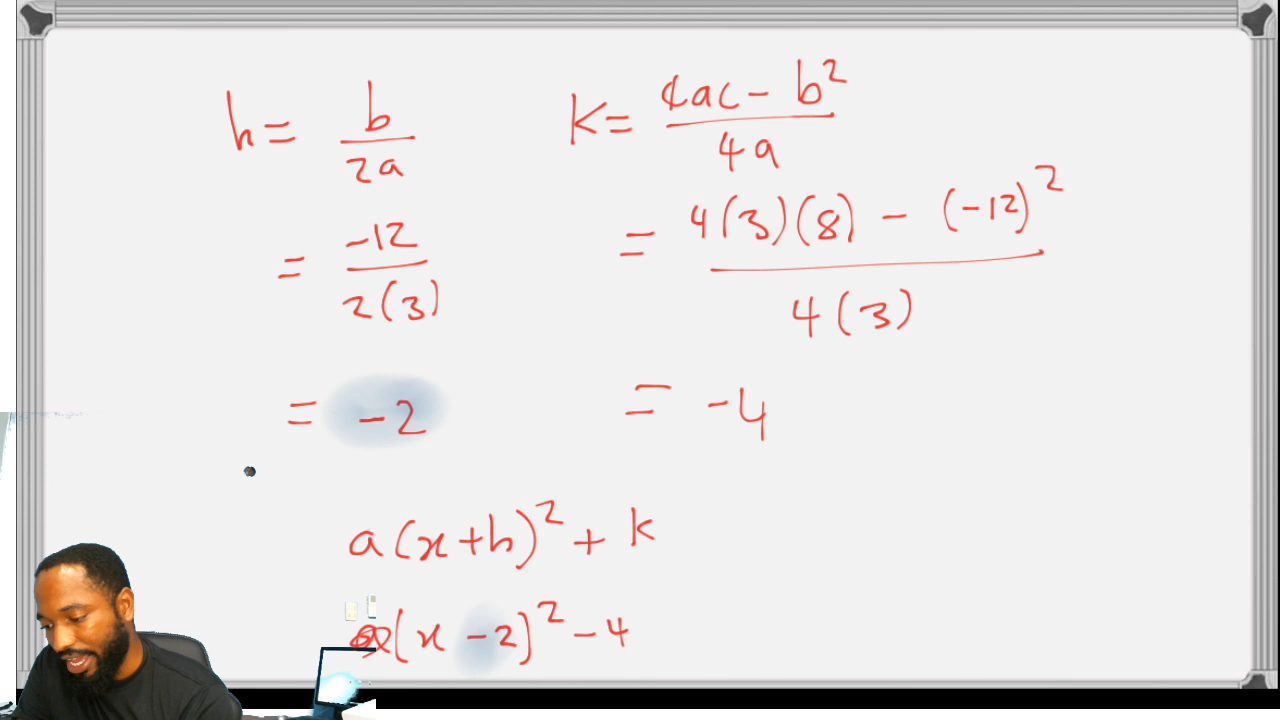 h = b/2a
K = 4ac - b²/4a
= -12/2(3)
= 4(3)(8) - (-12)²/4(3)
= -2
= -4
a(x+h)² + k
(x -2)² - 4